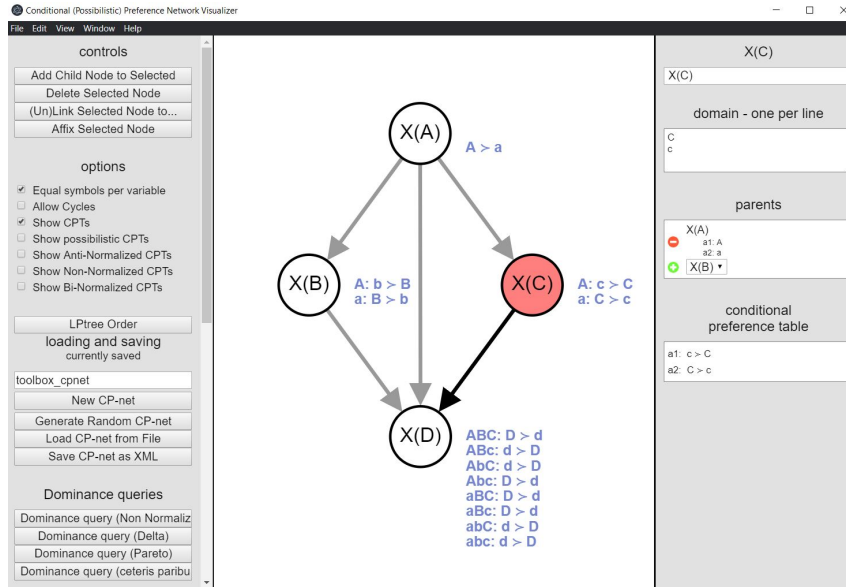 Conditional (Possibilistic) Preference Network Visualizer
File Edit View Window Help
controls
Add Child Node to Selected
Delete Selected Node
(Un)Link Selected Node to...
Affix Selected Node
options
Equal symbols per variable
Allow Cycles
Show CPTs
Show possibilistic CPTs
Show Anti-Normalized CPTs
Show Non-Normalized CPTs
Show Bi-Normalized CPTs
LPtree Order
loading and saving
currently saved
toolbox_cpnet
New CP-net
Generate Random CP-net
Load CP-net from File
Save CP-net as XML
Dominance queries
Dominance query (Non Normaliz
Dominance query (Delta)
Dominance query (Pareto)
Dominance query (ceteris paribu
X(A)
A ≻ a
X(B)
A: b ≻ B
a: B ≻ b
X(C)
A: c ≻ C
a: C ≻ c
X(D)
ABC: D ≻ d
ABc: d ≻ D
AbC: d ≻ D
Abc: D ≻ d
aBC: D ≻ d
aBc: D ≻ d
abC: d ≻ D
abc: d ≻ D
X(C)
X(C)
domain - one per line
C
c
parents
X(A)
a1: A
a2: a
X(B)
conditional
preference table
a1: c ≻ C
a2: C ≻ c